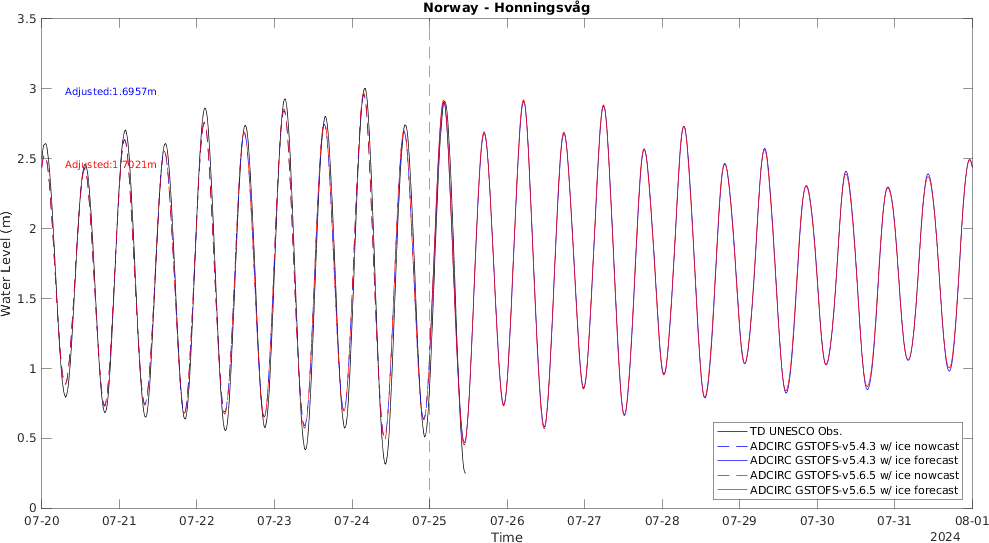 Norway - Honningsvåg
3.5
3
2.5
2
1.5
1
0.5
0
Water Level (m)
Adjusted:1.6957m
Adjusted:1.7021m
TD UNESCO Obs.
ADCIRC GSTOFS-v5.4.3 w/ ice nowcast
ADCIRC GSTOFS-v5.4.3 w/ ice forecast
ADCIRC GSTOFS-v5.6.5 w/ ice nowcast
ADCIRC GSTOFS-v5.6.5 w/ ice forecast
07-20 07-21 07-22 07-23 07-24 07-25 07-26 07-27 07-28 07-29 07-30 07-31 08-01
Time
2024